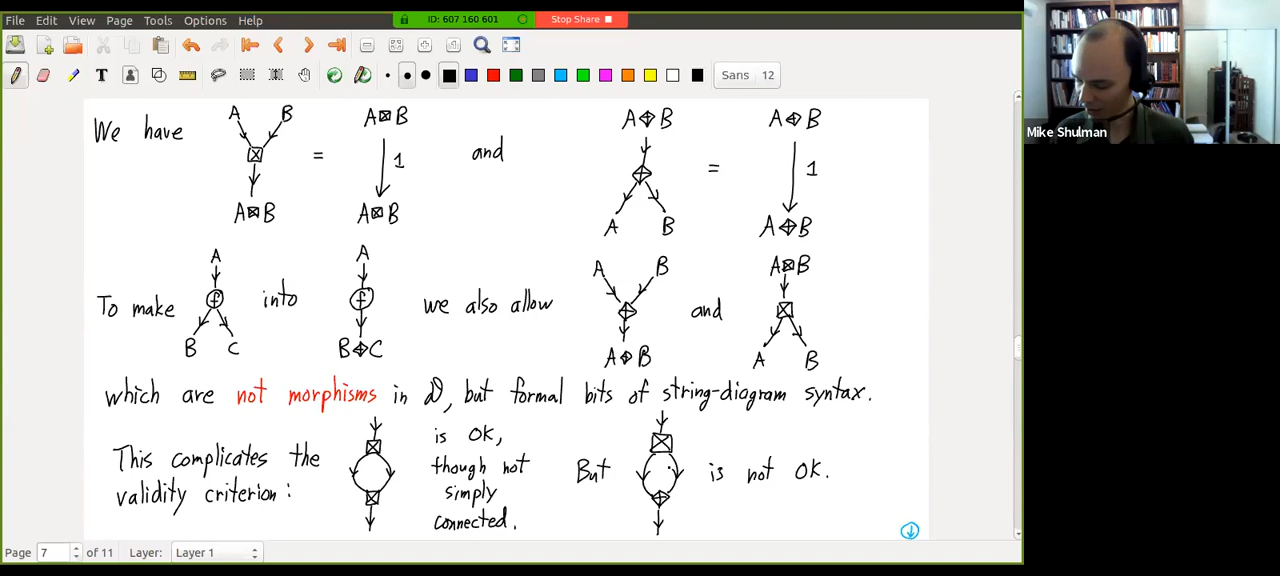 File Edit View Page Tools Options Help
ID: 607 160 601
Stop Share
Sans 12
Mike Shulman
We have
A B
A⊠B
=
A⊠B
1
A⊠B
and
A⟐B
A B
=
A⟐B
1
A⟐B
To make
A
f
B C
into
A
f
B⟐C
we also allow
A B
A⟐B
and
A⊠B
A B
which are not morphisms in 𝒟, but formal bits of string-diagram syntax.
This complicates the
validity criterion:
is OK,
though not
simply
connected.
But
is not OK.
Page 7 of 11 Layer: Layer 1